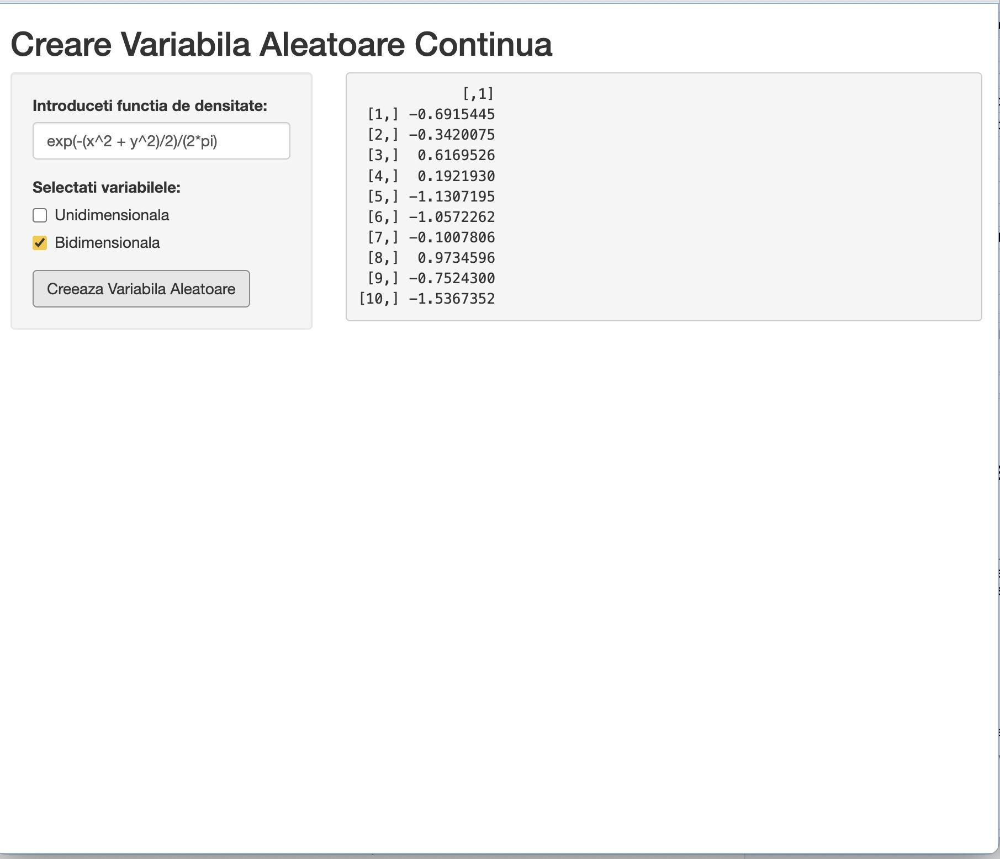 Creare Variabila Aleatoare Continua
Introduceti functia de densitate:
exp(-(x^2 + y^2)/2)/(2*pi)
Selectati variabilele:
Unidimensionala
Bidimensionala
Creeaza Variabila Aleatoare
[,1]
[1,] -0.6915445
[2,] -0.3420075
[3,] 0.6169526
[4,] 0.1921930
[5,] -1.1307195
[6,] -1.0572262
[7,] -0.1007806
[8,] 0.9734596
[9,] -0.7524300
[10,] -1.5367352